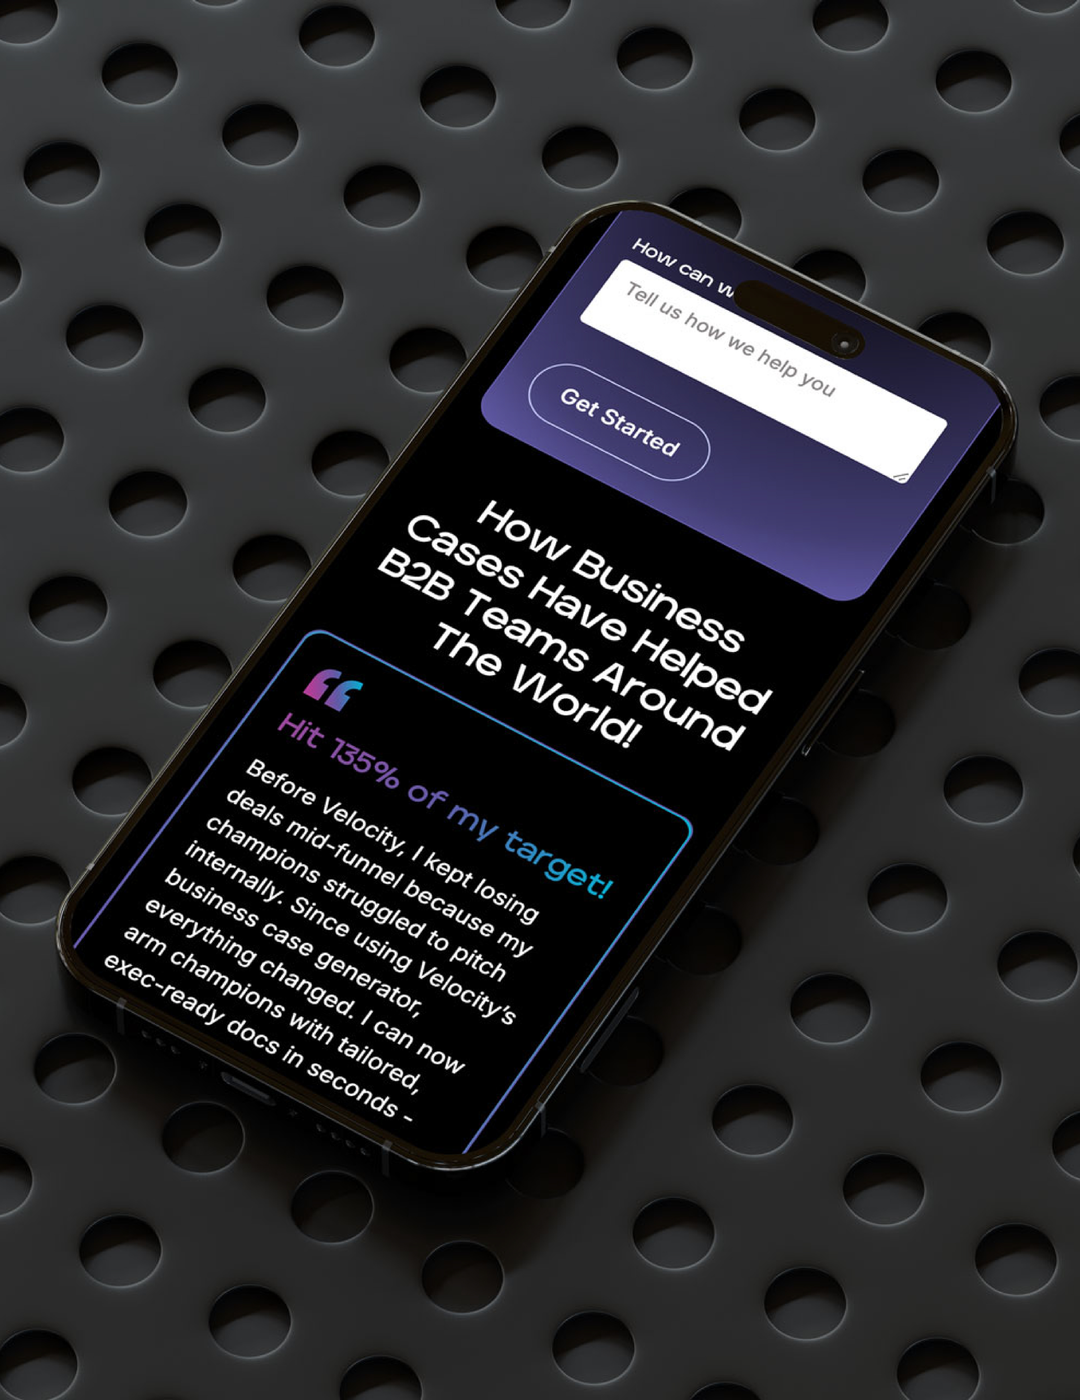 How can w
Tell us how we help you
Get Started
How Business
Cases Have Helped
B2B Teams Around
The World!
“
Hit 135% of my target!
Before Velocity, I kept losing
deals mid-funnel because my
champions struggled to pitch
internally. Since using Velocity's
business case generator,
everything changed. I can now
arm champions with tailored,
exec-ready docs in seconds -